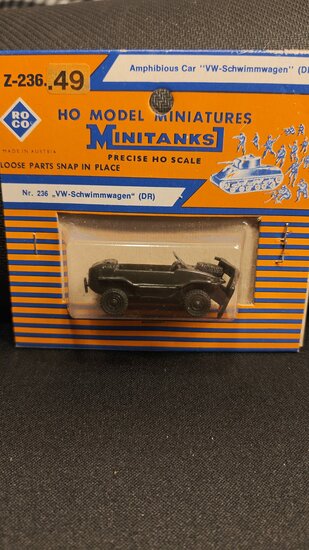 Z-236. .49
Amphibious Car "VW-Schwimmwagen" (D
ROCO
HO MODEL MINIATURES
MINITANKS
MADE IN AUSTRIA
PRECISE HO SCALE
LOOSE PARTS SNAP IN PLACE
Nr. 236 „VW-Schwimmwagen" (DR)